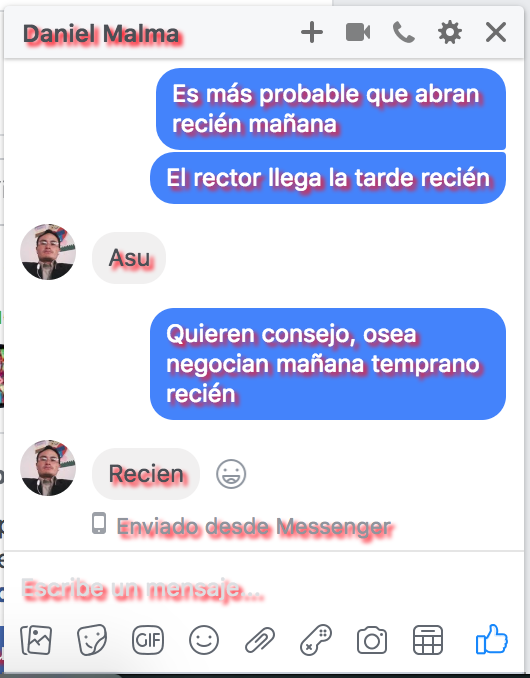 Daniel Malma
Es más probable que abran
recién mañana
El rector llega la tarde recién
Asu
Quieren consejo, osea
negocian mañana temprano
recién
Recien
Enviado desde Messenger
Escribe un mensaje...
GIF